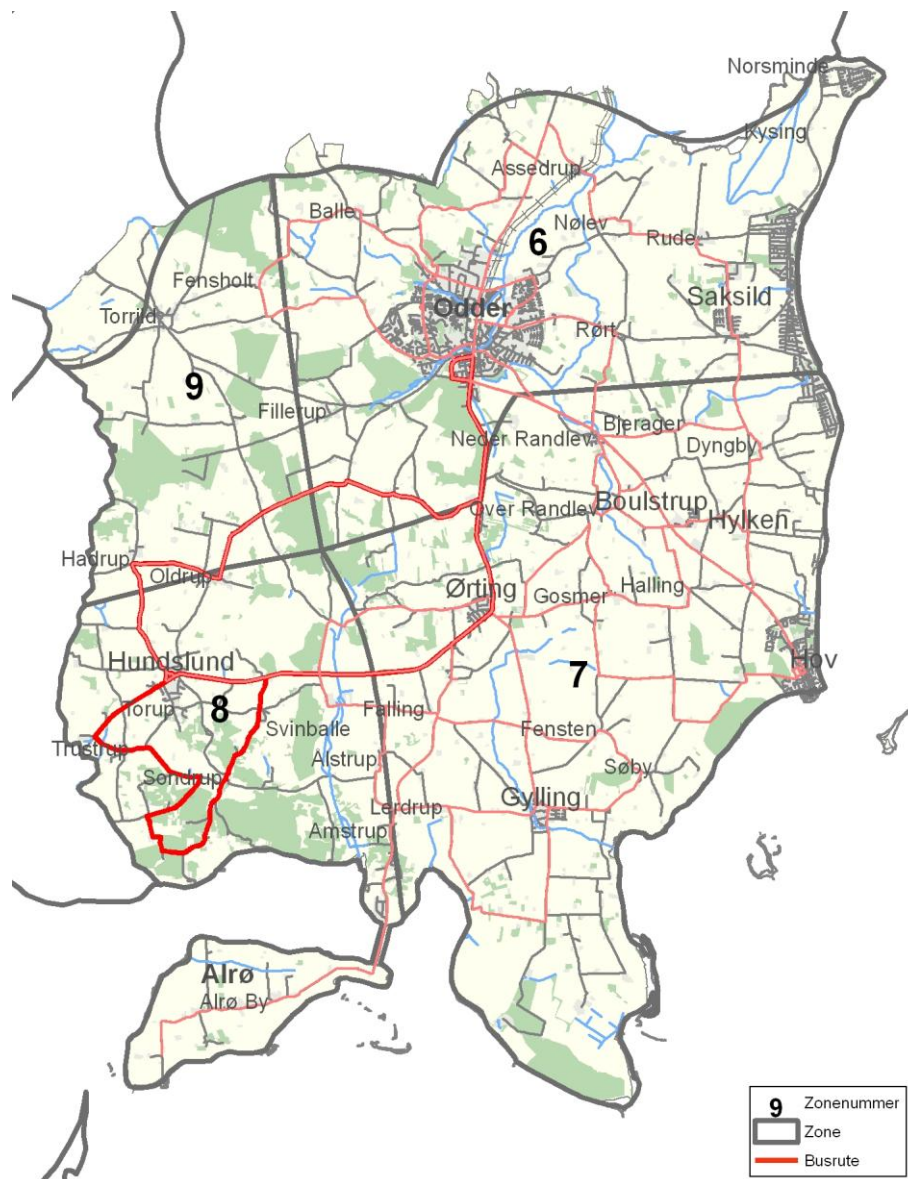 Norsminde
Kysing
Assedrup
Balle
Nølev
6
Rude
Fensholt
Saksild
Torrild
Odder
Rørt
9
Fillerup
Bjerager
Neder Randlev
Dyngby
Boulstrup
Over Randlev
Hylken
Hadrup
Oldrup
Ørting
Gosmer
Halling
Hundslund
Hov
7
8
Torup
Falling
Svinballe
Fensten
Trustrup
Alstrup
Søby
Sondrup
Gylling
Lerdrup
Amstrup
Alrø
Alrø By
9 Zonenummer
Zone
Busrute